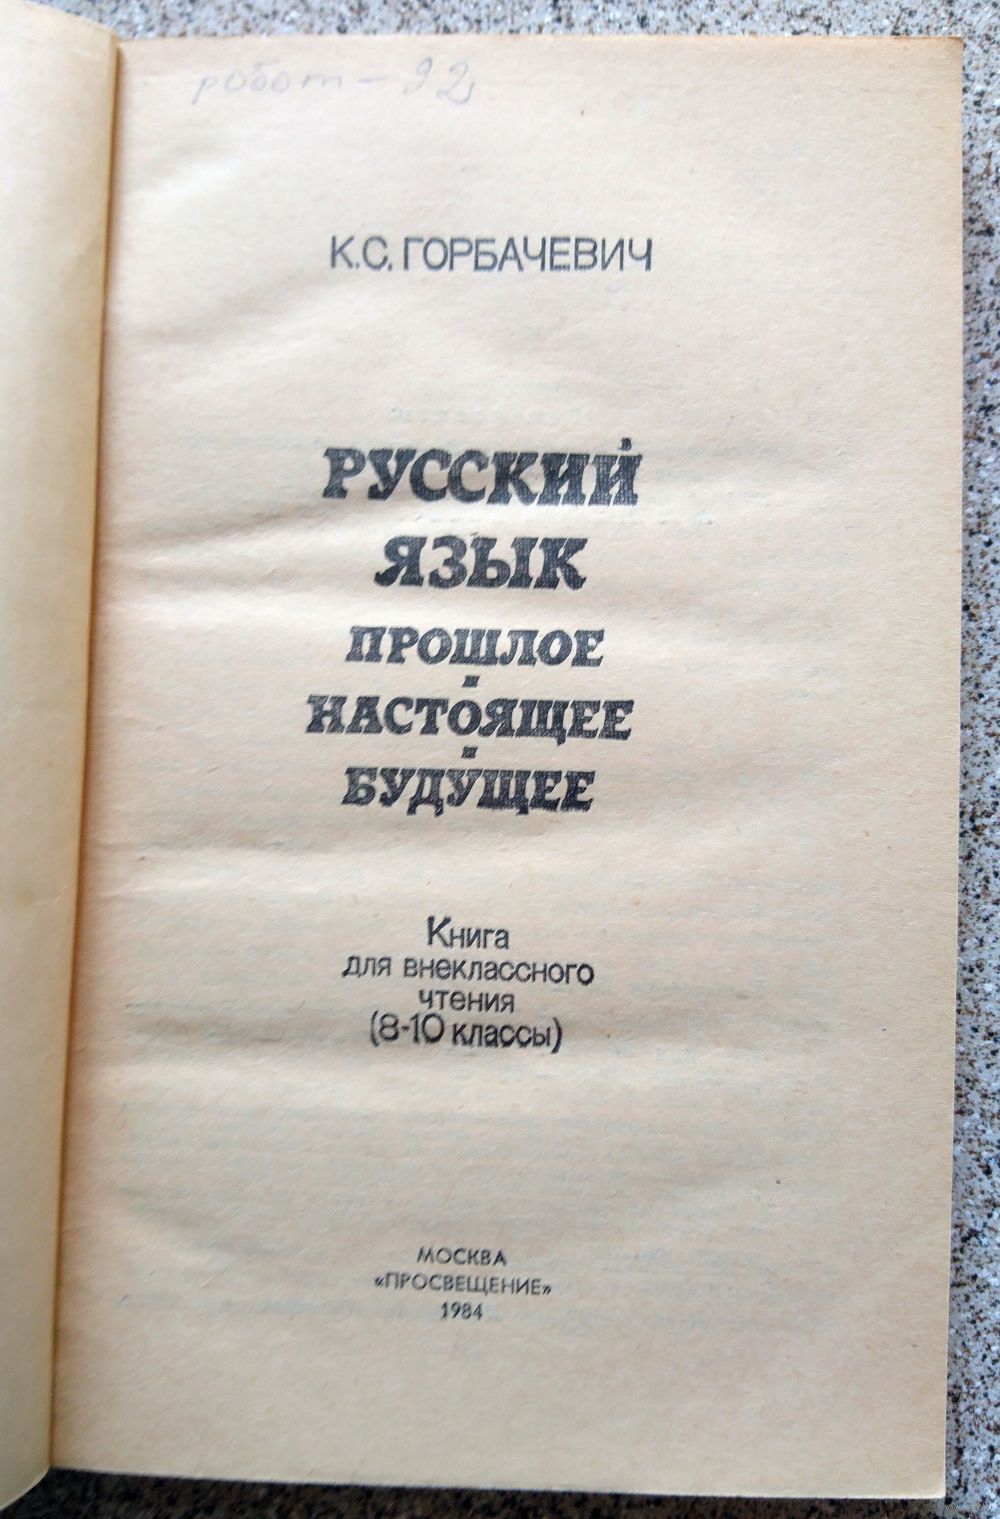 робот - 92
К.С. ГОРБАЧЕВИЧ
РУССКИЙ
ЯЗЫК
ПРОШЛОЕ
-
НАСТОЯЩЕЕ
-
БУДУЩЕЕ
Книга
для внеклассного
чтения
(8-10 классы)
МОСКВА
«ПРОСВЕЩЕНИЕ»
1984